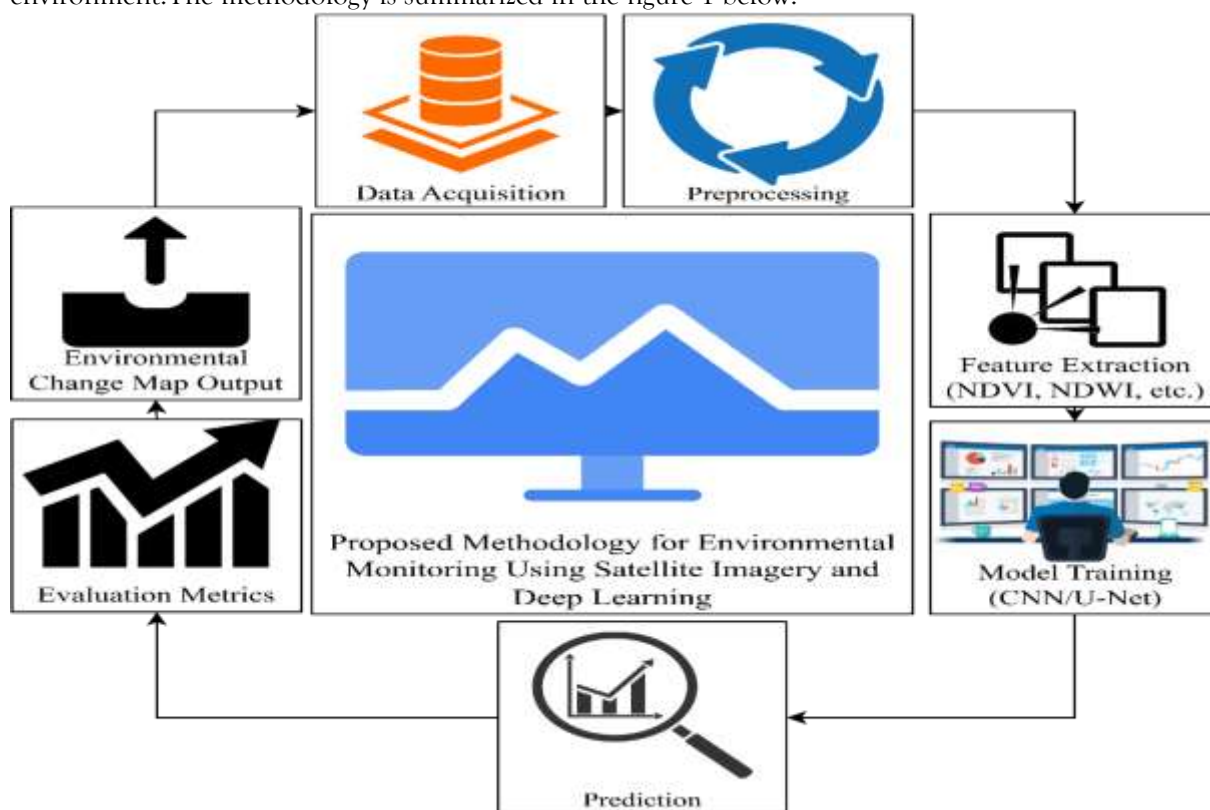 environment. The methodology is summarized in the figure 1 below.
Data Acquisition
Preprocessing
Environmental
Change Map Output
Feature Extraction
(NDVI, NDWI, etc.)
Proposed Methodology for Environmental
Monitoring Using Satellite Imagery and
Deep Learning
Evaluation Metrics
Model Training
(CNN/U-Net)
Prediction